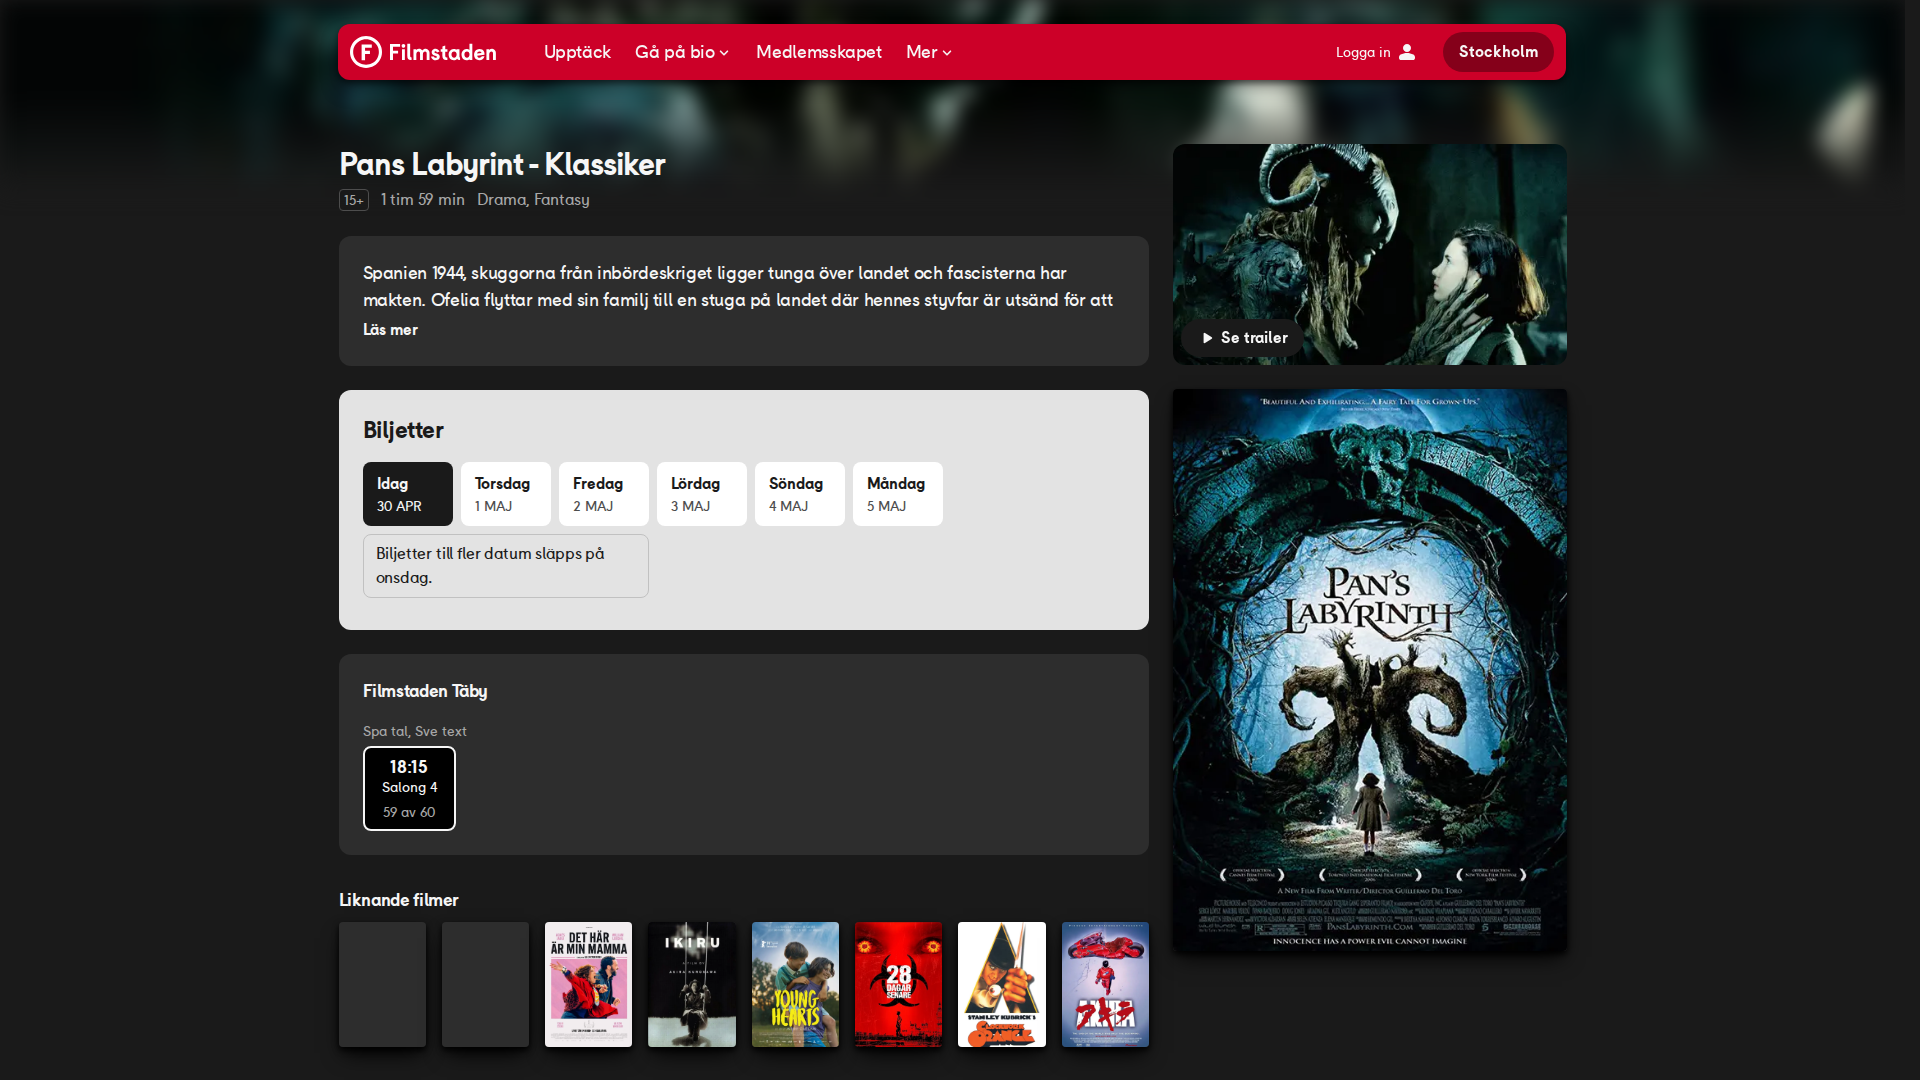 Filmstaden
Upptäck
Gå på bio
Medlemsskapet
Mer
Logga in
Stockholm
Pans Labyrint - Klassiker
15+ 1 tim 59 min Drama, Fantasy
Spanien 1944, skuggorna från inbördeskriget ligger tunga över landet och fascisterna har
makten. Ofelia flyttar med sin familj till en stuga på landet där hennes styvfar är utsänd för att
Läs mer
Se trailer
Biljetter
Idag
30 APR
Torsdag
1 MAJ
Fredag
2 MAJ
Lördag
3 MAJ
Söndag
4 MAJ
Måndag
5 MAJ
Biljetter till fler datum släpps på
onsdag.
Filmstaden Täby
Spa tal, Sve text
18:15
Salong 4
59 av 60
"BEAUTIFUL AND EXHILIRATING... A FAIRY TALE FOR GROWN-UPS."
PAN'S
LABYRINTH
A NEW FILM FROM WRITER/DIRECTOR GUILLERMO DEL TORO
PANSLABYRINTH.COM
INNOCENCE HAS A POWER EVIL CANNOT IMAGINE
Liknande filmer
DET HÄR
ÄR MIN MAMMA
IKIRU
YOUNG
HEARTS
28
DAGAR
SENARE
STANLEY KUBRICK'S
CLOCKWORK
ORANGE
AKIRA
アキラ